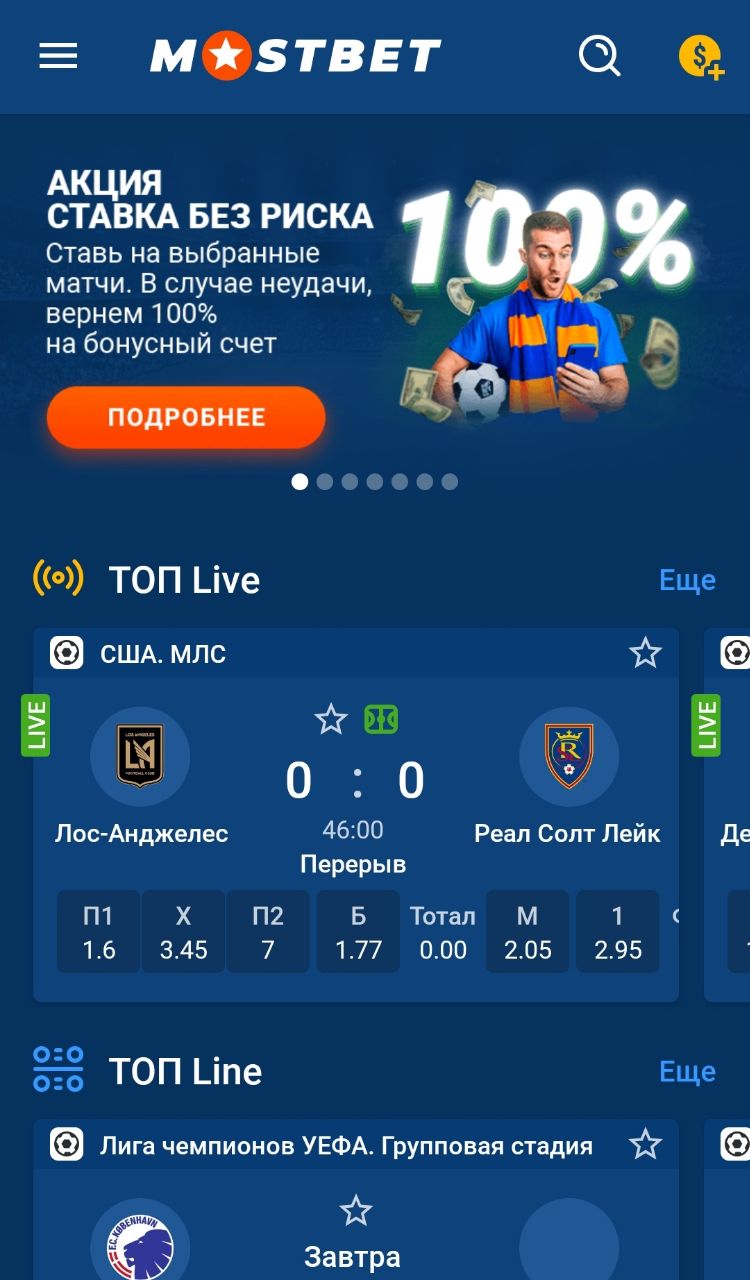 MOSTBET
АКЦИЯ
СТАВКА БЕЗ РИСКА
Ставь на выбранные
матчи. В случае неудачи,
вернем 100%
на бонусный счет
100%
ПОДРОБНЕЕ
ТОП Live
Еще
США. МЛС
LIVE
LIVE
0 : 0
46:00
Лос-Анджелес
Реал Солт Лейк
Де
Перерыв
П1 X П2 Б Тотал М 1
1.6 3.45 7 1.77 0.00 2.05 2.95
ТОП Line
Еще
Лига чемпионов УЕФА. Групповая стадия
F.C. KØBENHAVN
Завтра